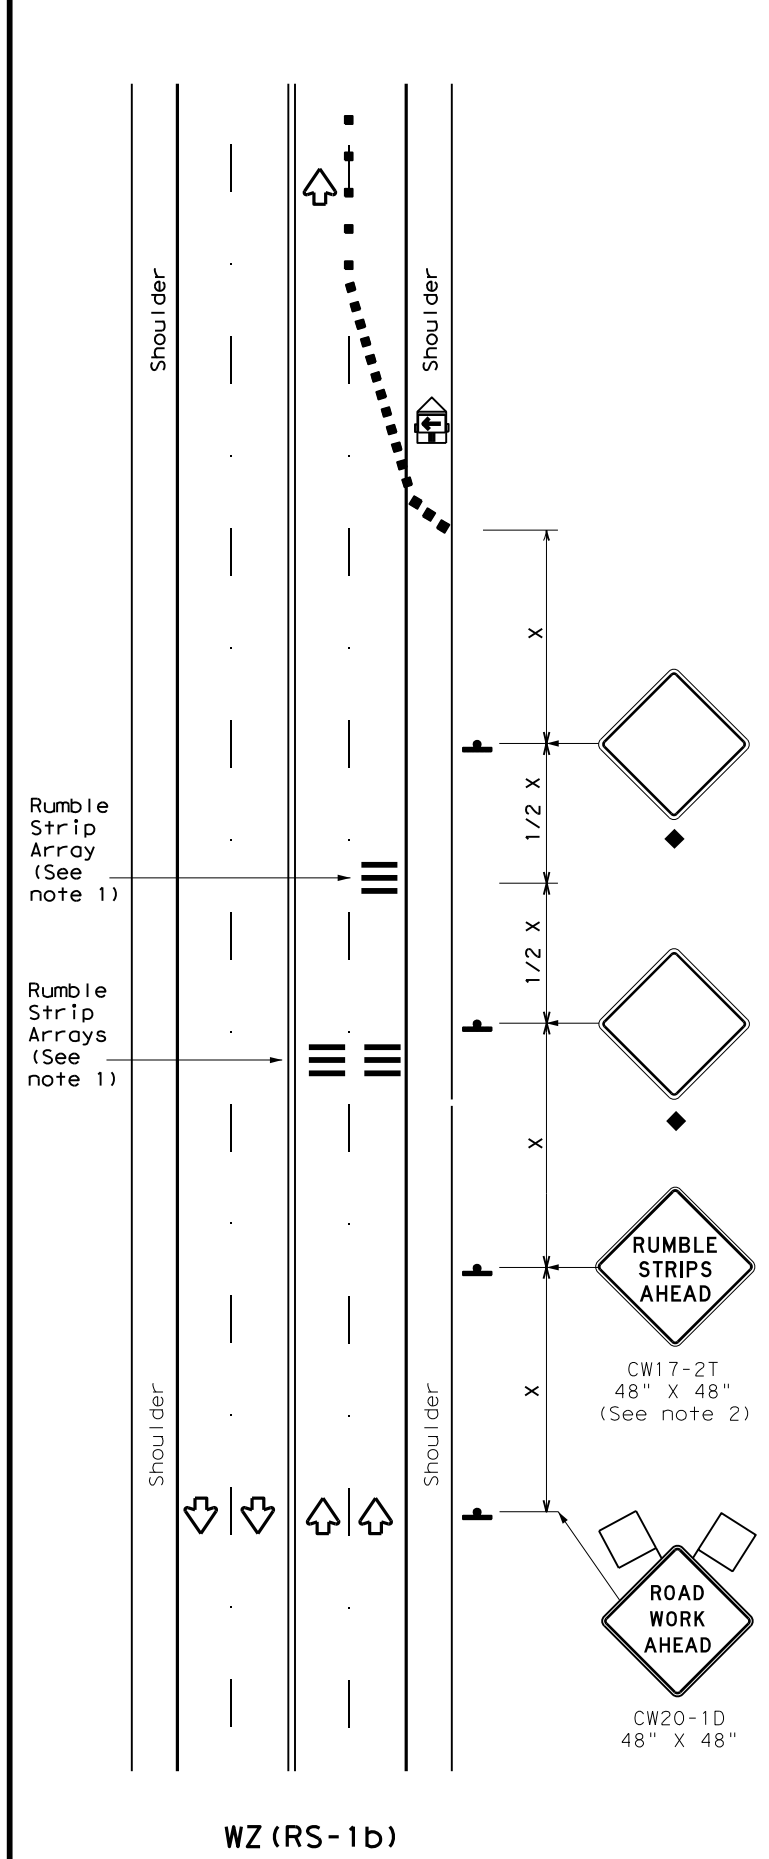 Shoulder
Shoulder
X
1/2 X
Rumble
Strip
Array
(See
note 1)
1/2 X
Rumble
Strip
Arrays
(See
note 1)
X
RUMBLE
STRIPS
AHEAD
CW17-2T
48" X 48"
(See note 2)
X
Shoulder
Shoulder
ROAD
WORK
AHEAD
CW20-1D
48" X 48"
WZ(RS-1b)